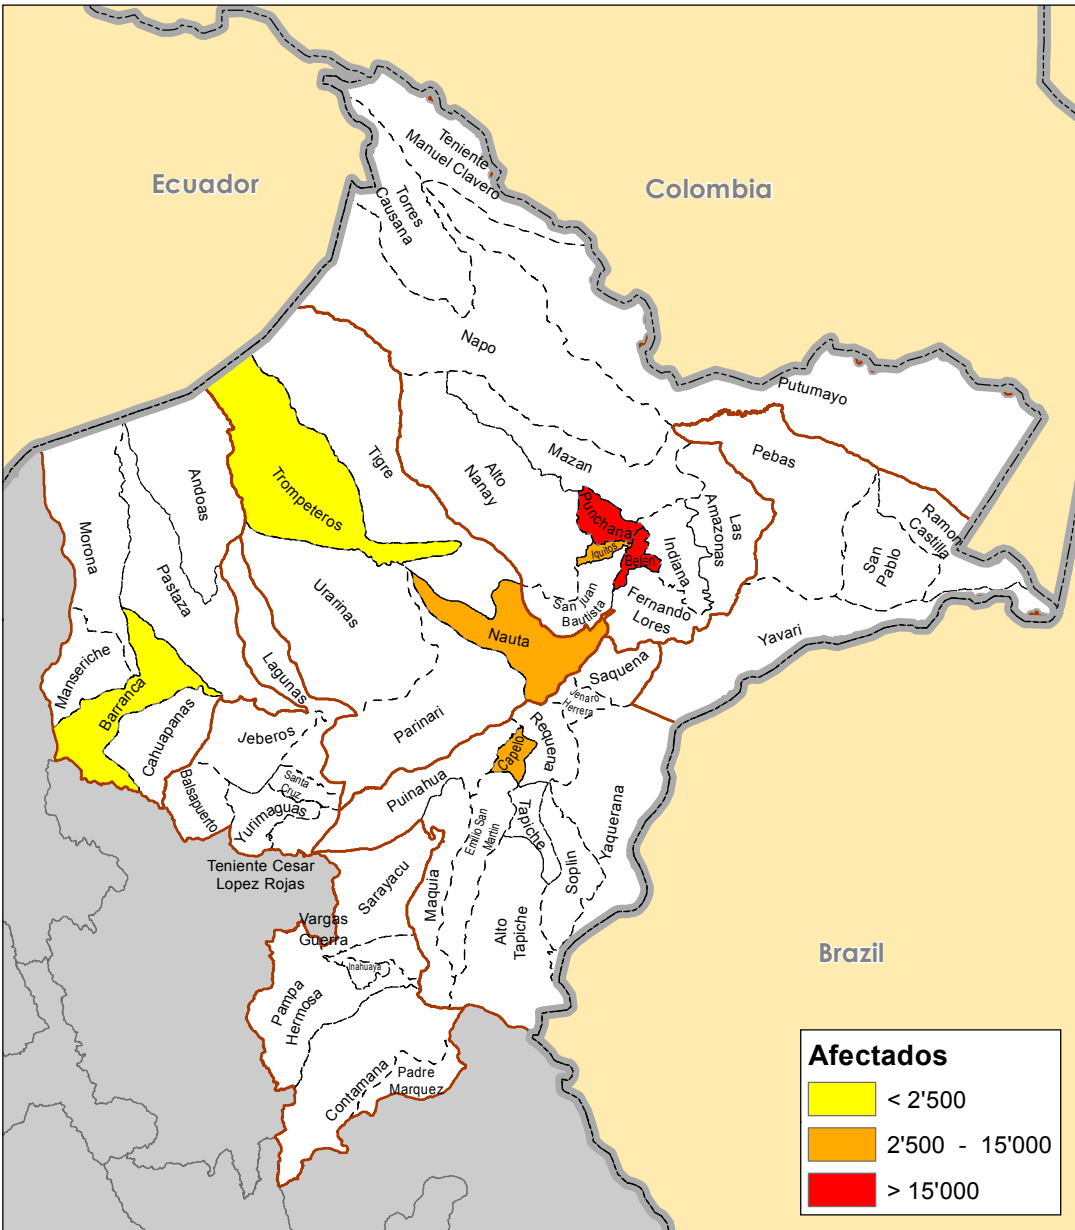 Ecuador
Colombia
Teniente
Manuel Clavero
Torres
Causana
Napo
Putumayo
Pebas
Mazan
Tigre
Alto
Nanay
Trompeteros
Andoas
Morona
Pastaza
Punchana
Iquitos
Belen
Indiana
Las
Amazonas
Ramon
Castilla
San
Pablo
Urarinas
San Juan
Bautista
Fernando
Lores
Yavari
Nauta
Manseriche
Barranca
Lagunas
Saquena
Jenaro
Herrera
Cahuapanas
Jeberos
Parinari
Requena
Capelo
Santa
Cruz
Balsapuerto
Yurimaguas
Puinahua
Emilio San
Martin
Tapiche
Soplin
Yaquerana
Teniente Cesar
Lopez Rojas
Sarayacu
Maquia
Alto
Tapiche
Vargas
Guerra
Inahuaya
Brazil
Pampa
Hermosa
Contamana
Padre
Marquez
Afectados
< 2'500
2'500 - 15'000
> 15'000